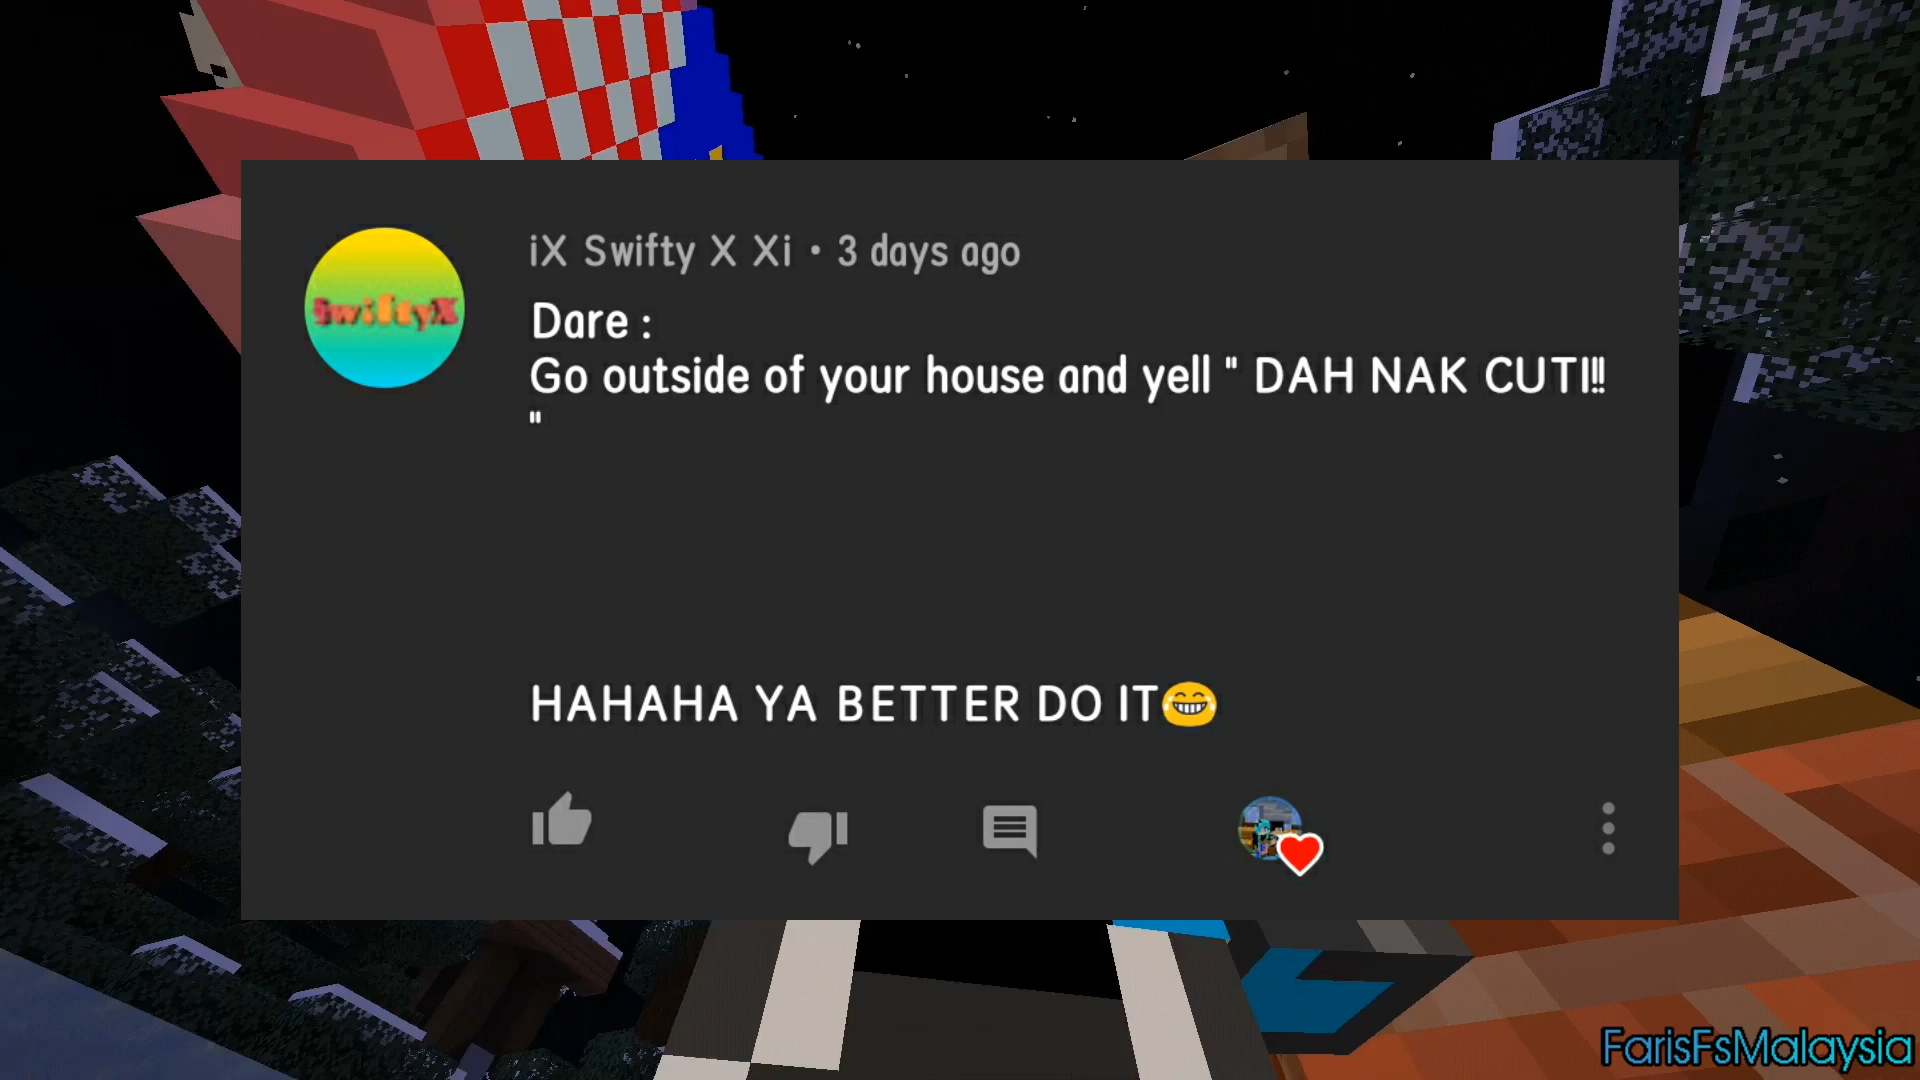 iX Swifty X Xi • 3 days ago
SwiftyX
Dare :
Go outside of your house and yell " DAH NAK CUTI!!!
"
HAHAHA YA BETTER DO IT😂
FarisFsMalaysia